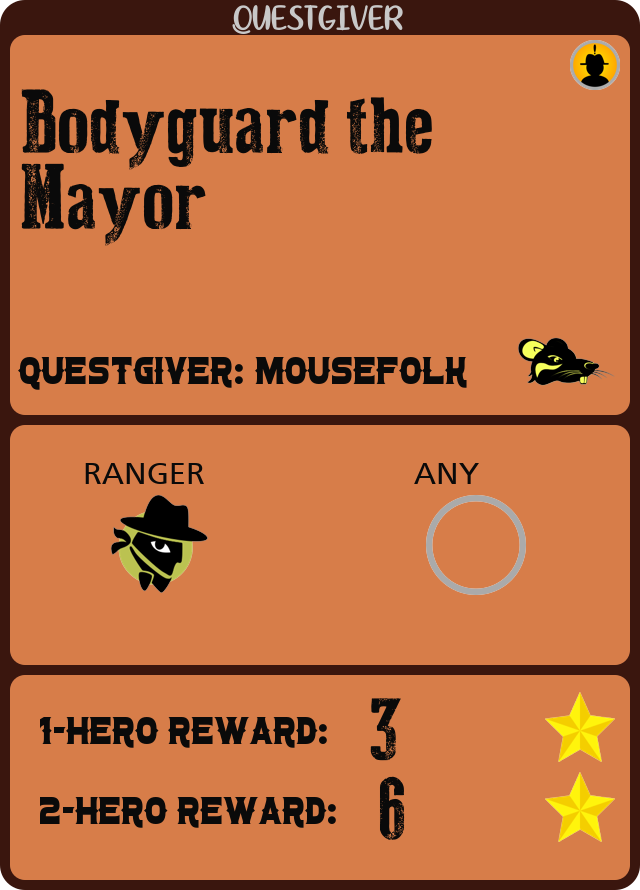 QUESTGIVER
Bodyguard the
Mayor
QUESTGIVER: MOUSEFOLK
RANGER ANY
1-HERO REWARD: 3
2-HERO REWARD: 6